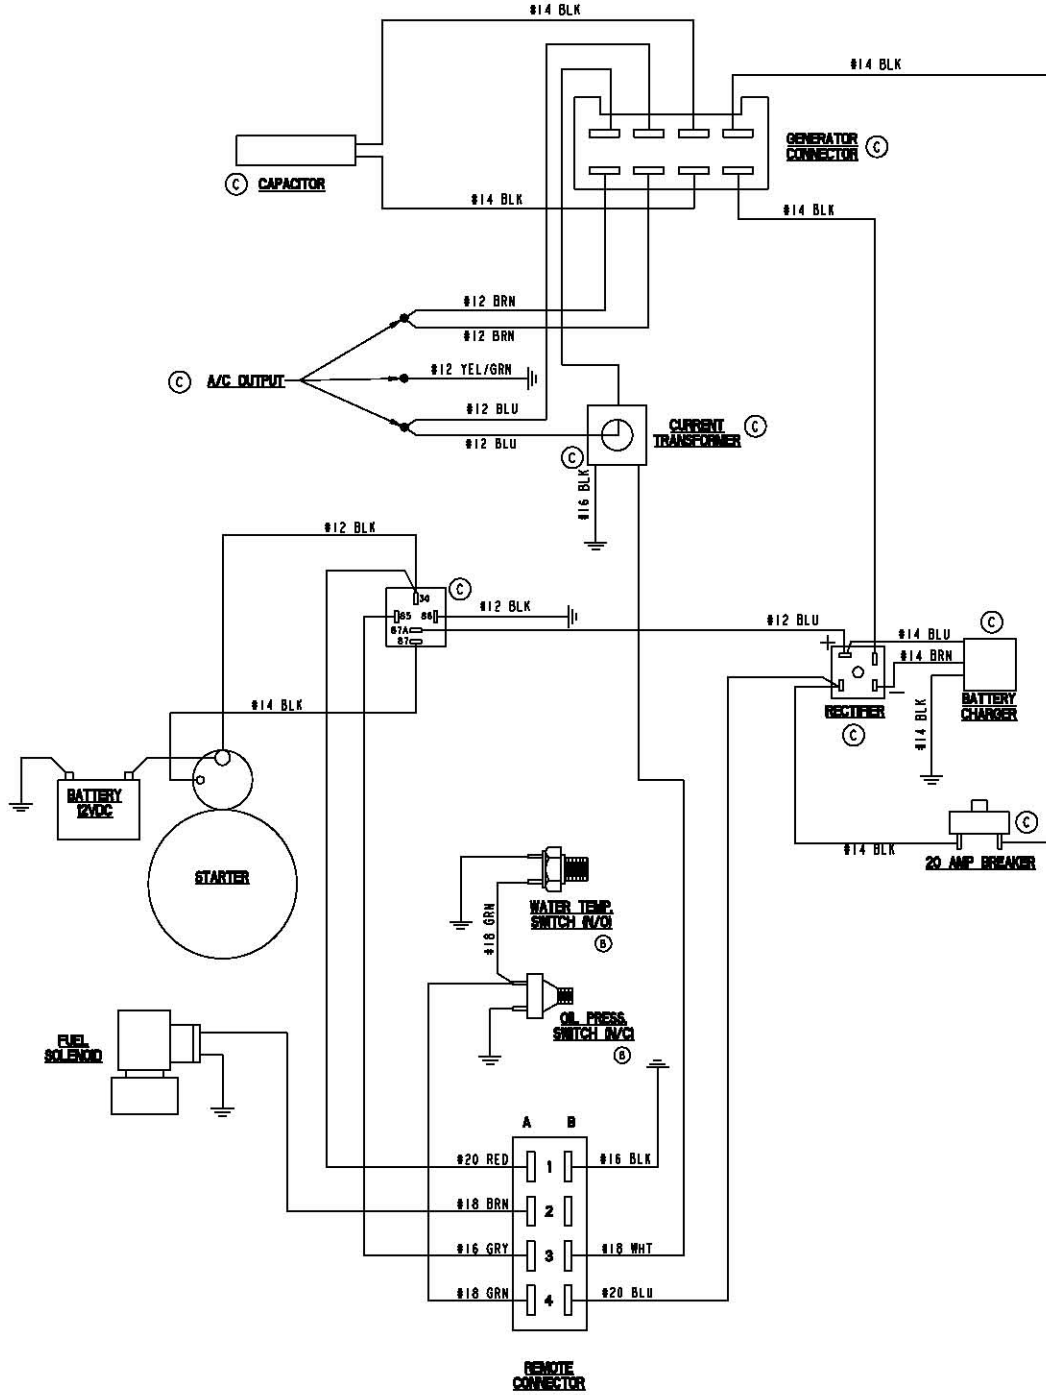 #14 BLK
#14 BLK
GENERATOR
CONNECTOR
C
C
CAPACITOR
#14 BLK
#14 BLK
#12 BRN
#12 BRN
#12 YEL/GRN
C
A/C OUTPUT
#12 BLU
#12 BLU
CURRENT
TRANSFORMER
C
C
#16 BLK
#12 BLK
C
30
85
86
87A
87
#12 BLK
#12 BLU
C
#14 BLU
#14 BRN
+
−
#14 BLK
BATTERY
CHARGER
RECTIFIER
C
#14 BLK
#14 BLK
BATTERY
12VDC
STARTER
C
20 AMP BREAKER
#14 BLK
WATER TEMP.
SWITCH (N/O)
B
#18 GRN
OIL PRESS.
SWITCH (N/C)
B
FUEL
SOLENOID
A
B
#20 RED
1
#16 BLK
#18 BRN
2
#16 GRY
3
#18 WHT
#18 GRN
4
#20 BLU
REMOTE
CONNECTOR